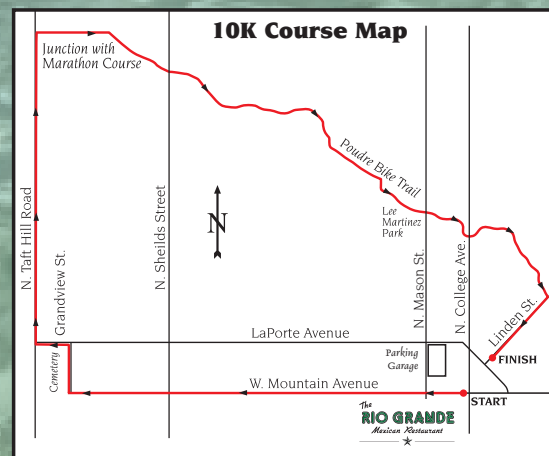 10K Course Map
Junction with
Marathon Course
N. Taft Hill Road
Grandview St.
N. Sheilds Street
N
Poudre Bike Trail
Lee
Martinez
Park
N. Mason St.
N. College Ave.
Linden St.
LaPorte Avenue
Parking
Garage
FINISH
Cemetery
W. Mountain Avenue
START
The
RIO GRANDE
Mexican Restaurant